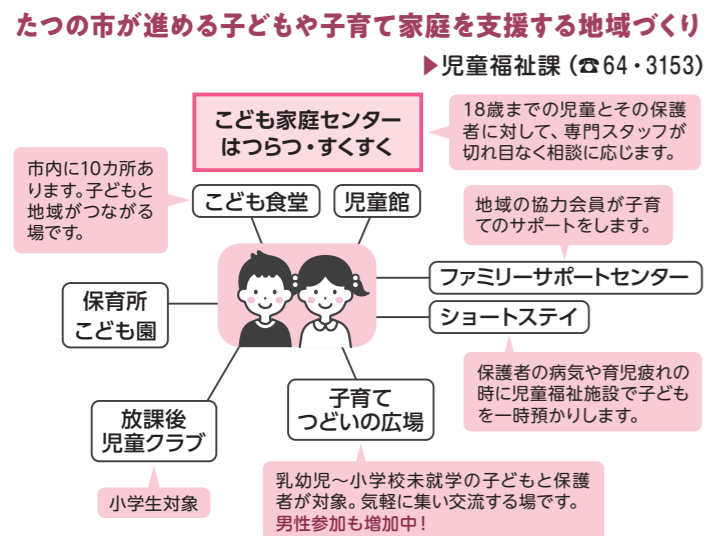 たつの市が進める子どもや子育て家庭を支援する地域づくり
▶児童福祉課（☎64・3153）
こども家庭センター
はつらつ・すくすく
18歳までの児童とその保護
者に対して、専門スタッフが
切れ目なく相談に応じます。
市内に10カ所あ
ります。子どもと
地域がつながる
場です。
こども食堂
児童館
地域の協力会員が子育
てのサポートをします。
ファミリーサポートセンター
保育所
こども園
ショートステイ
保護者の病気や育児疲れの
時に児童福祉施設で子ども
を一時預かりします。
放課後
児童クラブ
子育て
つどいの広場
小学生対象
乳幼児～小学校未就学の子どもと保護
者が対象。気軽に集い交流する場です。
男性参加も増加中！